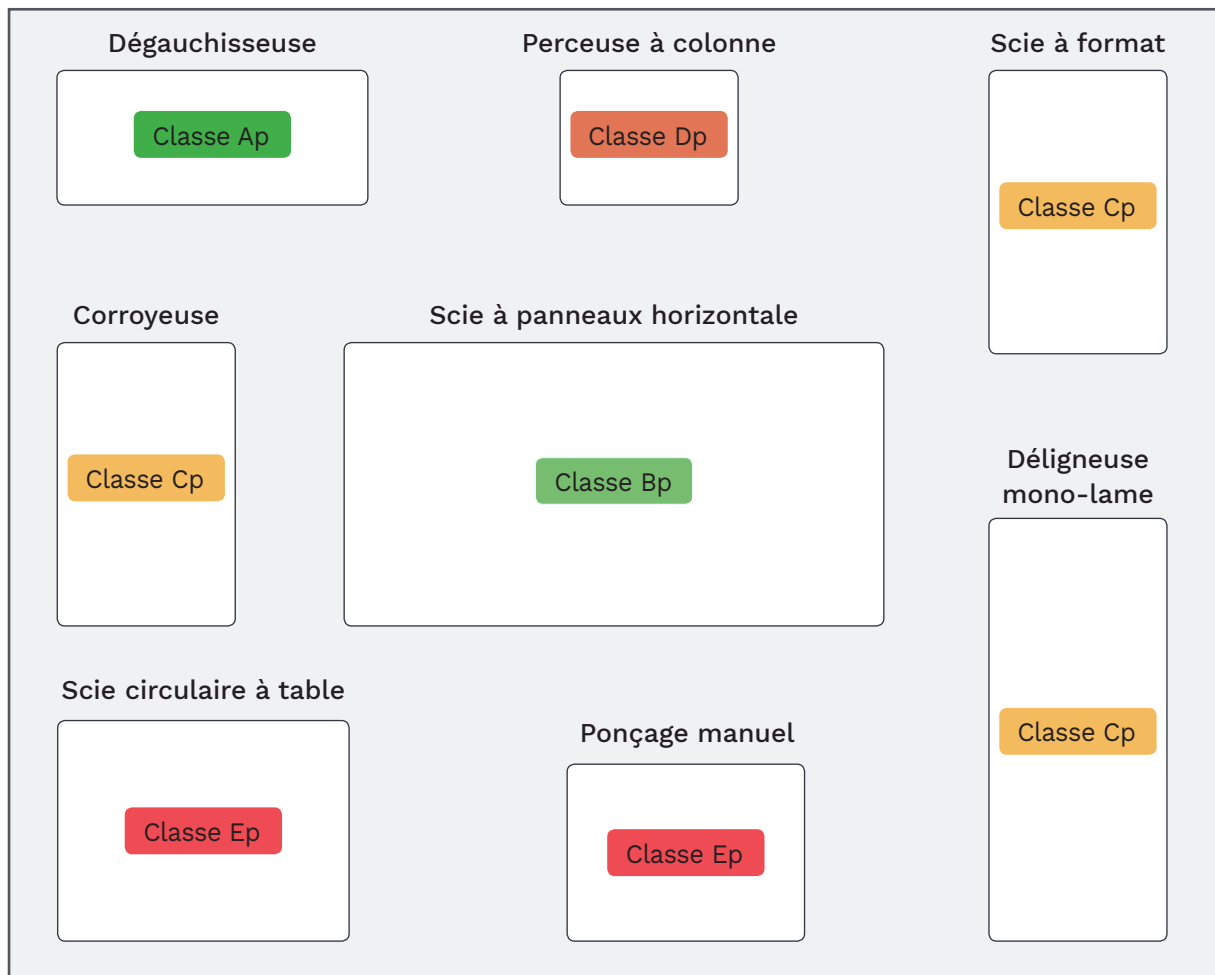 Dégauchisseuse
Classe Ap
Perceuse à colonne
Classe Dp
Scie à format
Classe Cp
Corroyeuse
Classe Cp
Scie à panneaux horizontale
Classe Bp
Déligneuse
mono-lame
Classe Cp
Scie circulaire à table
Classe Ep
Ponçage manuel
Classe Ep